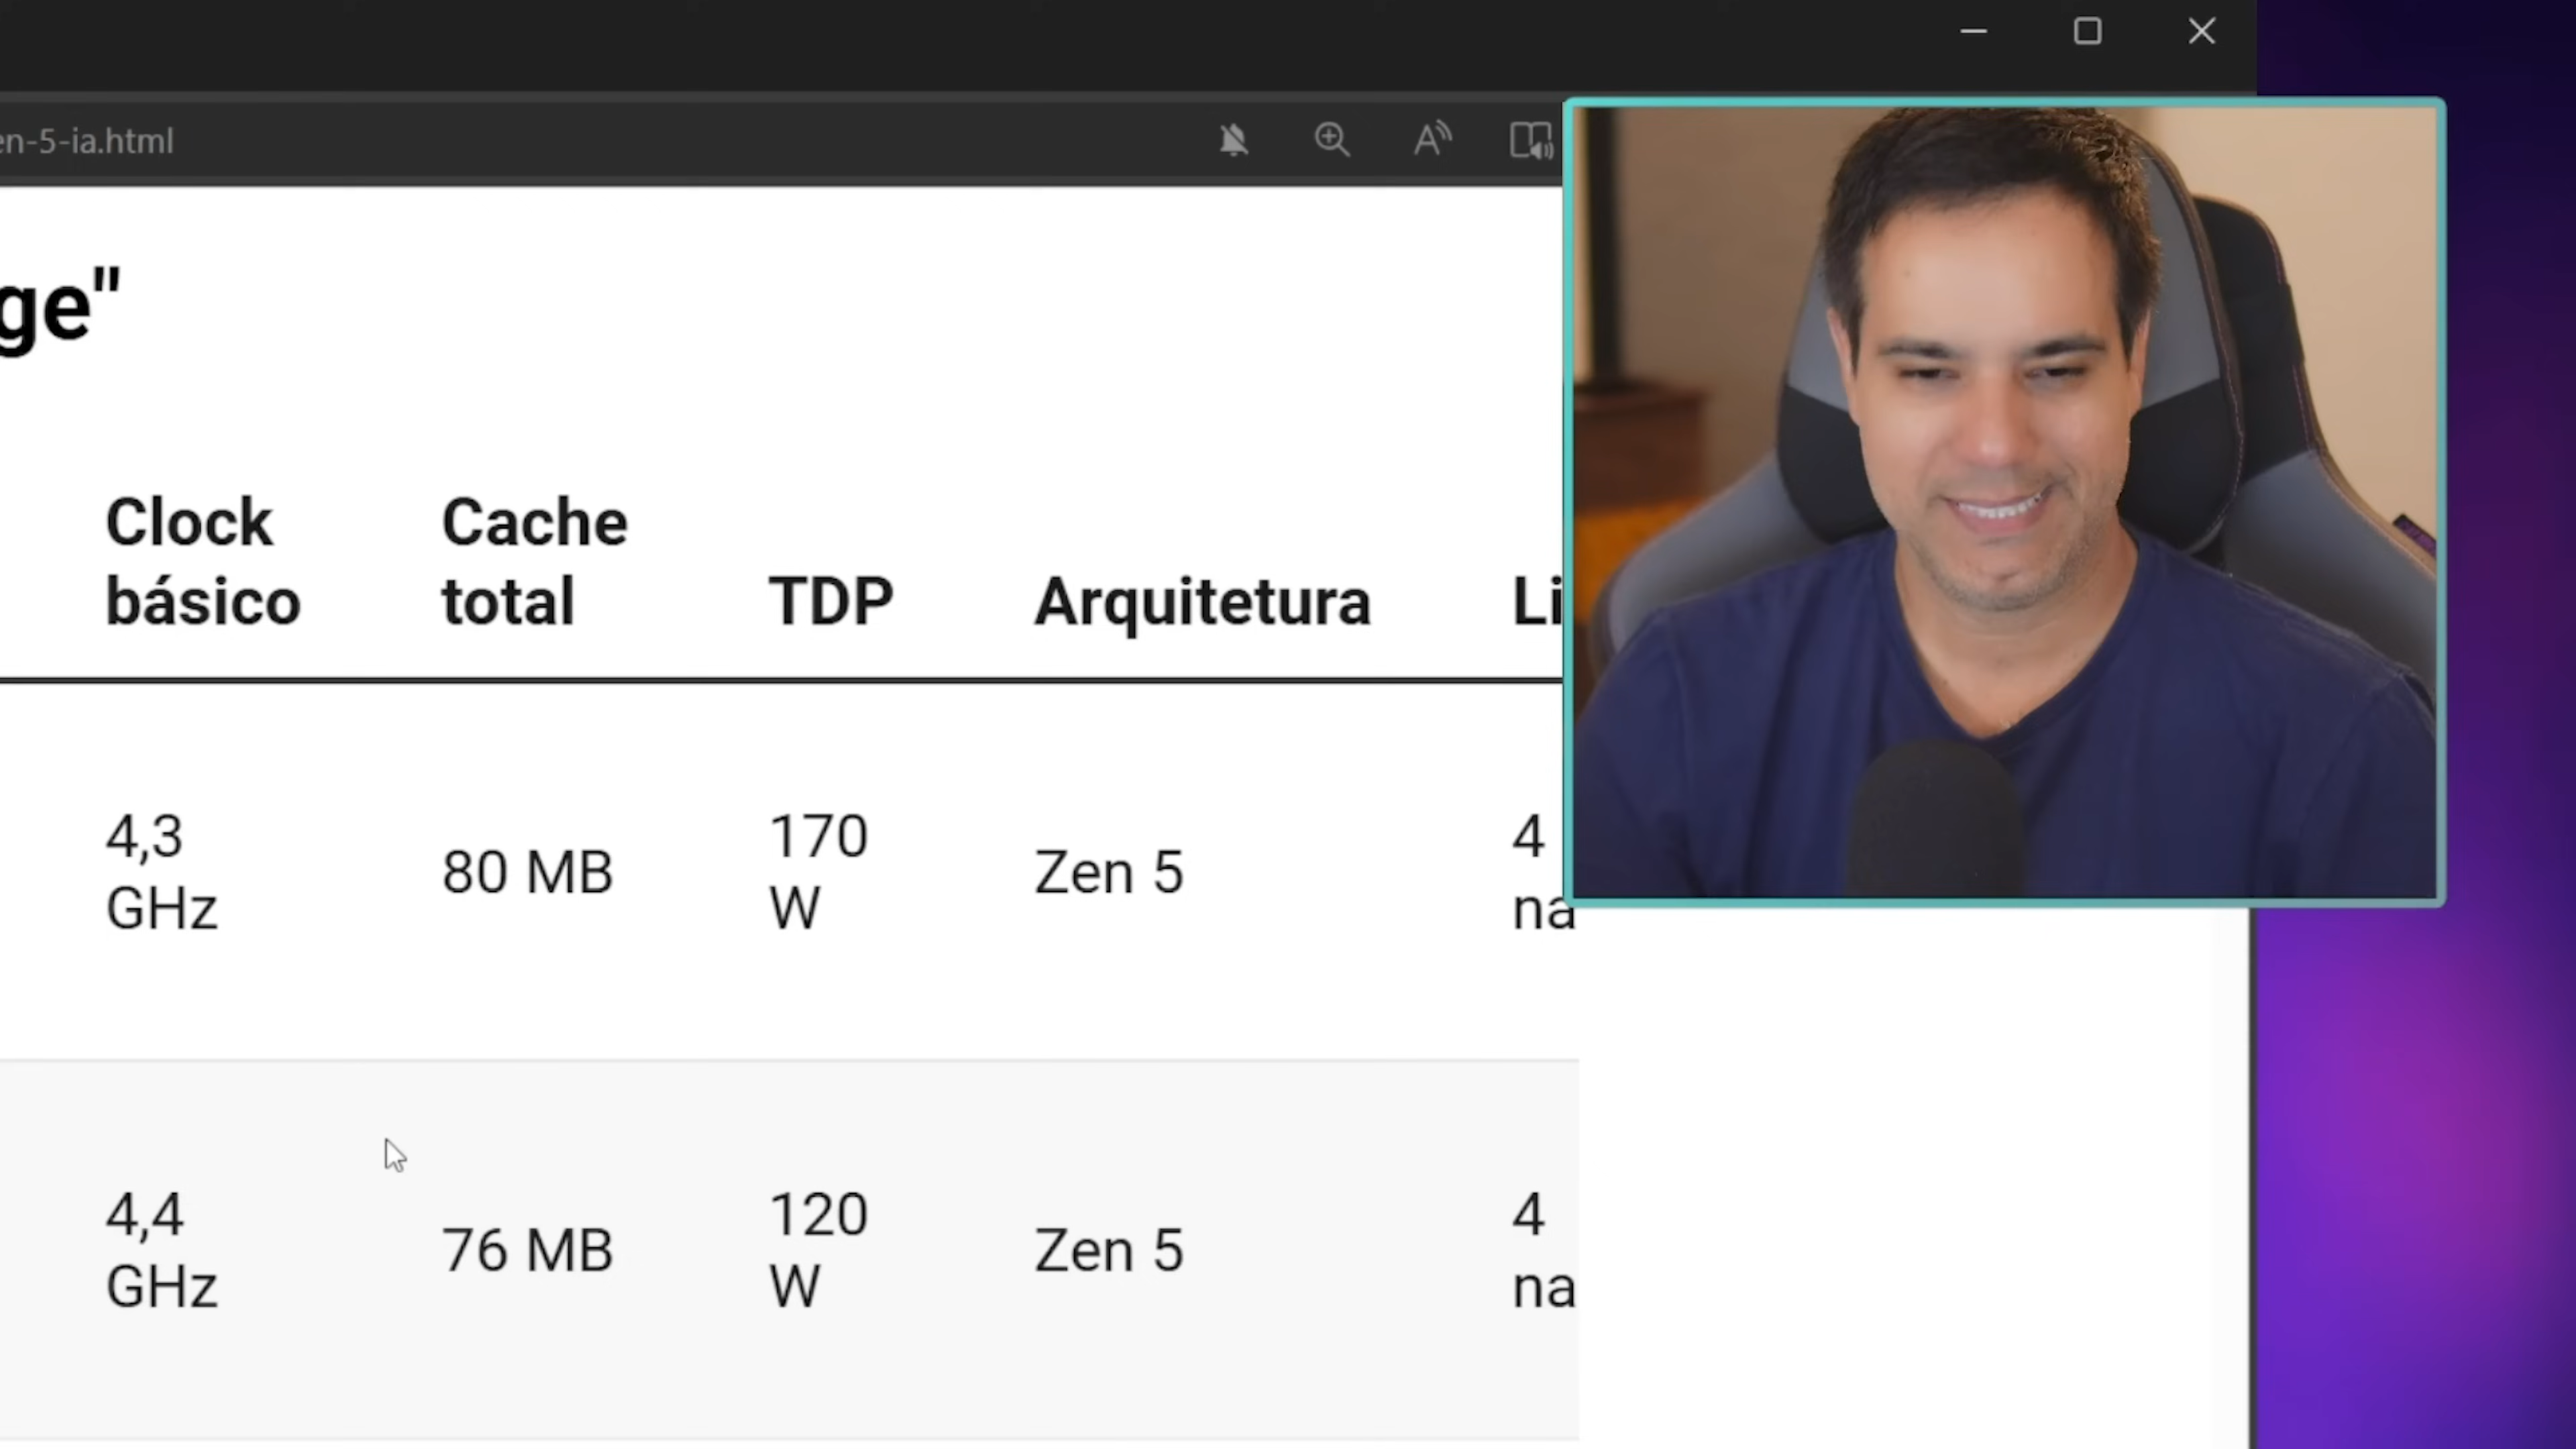 en-5-ia.html
ge"
Clock
básico
Cache
total
TDP
Arquitetura
Li
4,3
GHz
80 MB
170
W
Zen 5
4
na
4,4
GHz
76 MB
120
W
Zen 5
4
na